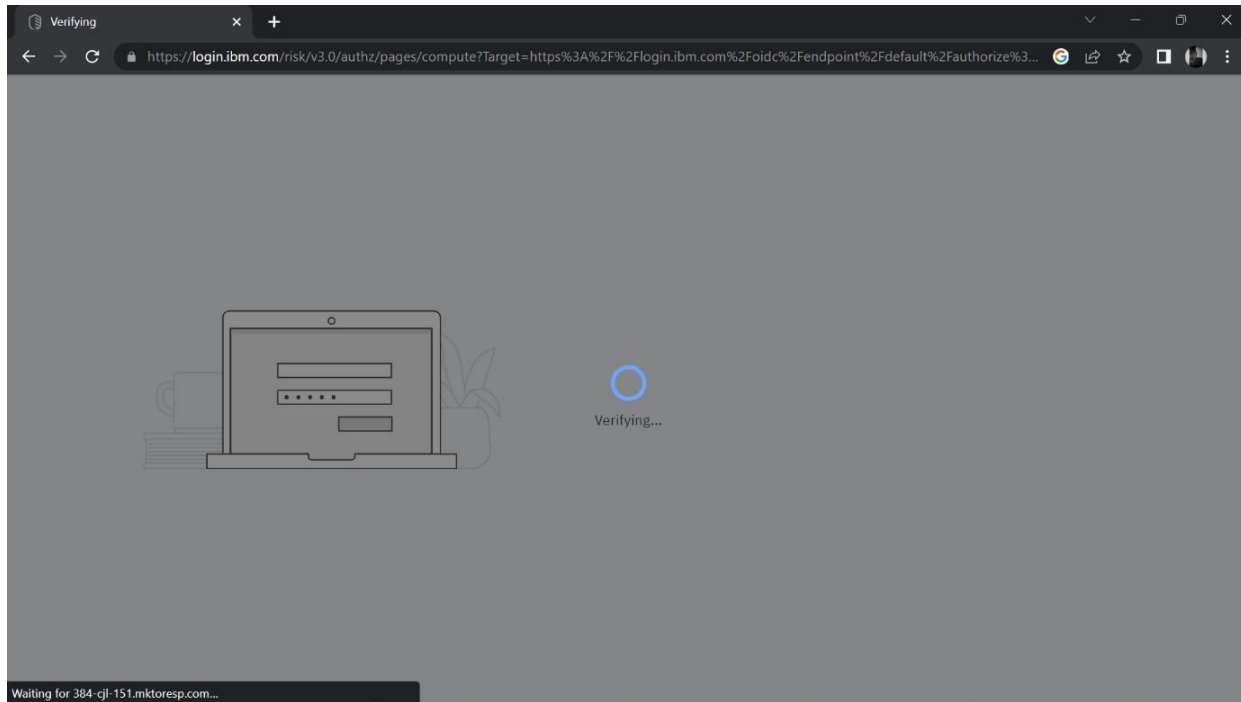 Verifying
https://login.ibm.com/risk/v3.0/authz/pages/compute?Target=https%3A%2F%2Flogin.ibm.com%2Foidc%2Fendpoint%2Fdefault%2Fauthorize%3...
Verifying...
Waiting for 384-cjl-151.mktoresp.com...